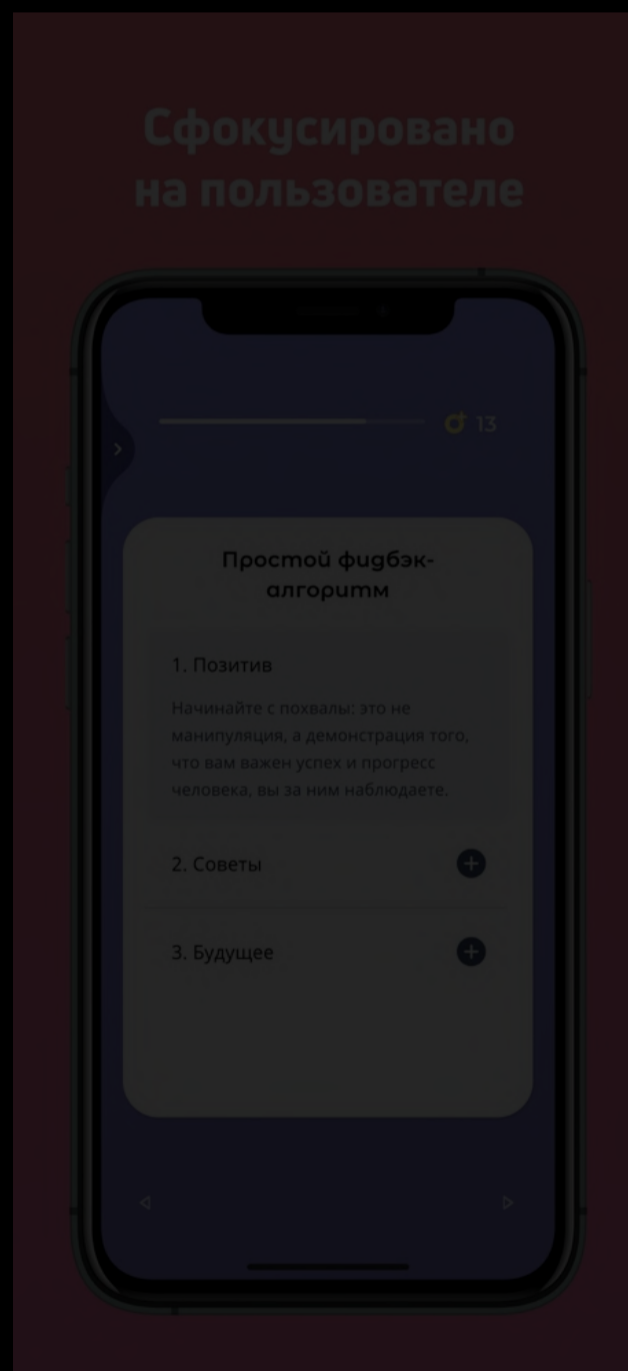 Сфокусировано
на пользователе
13
Простой фидбэк-
алгоритм
1. Позитив
Начинайте с похвалы: это не
манипуляция, а демонстрация того,
что вам важен успех и прогресс
человека, вы за ним наблюдаете.
2. Советы
3. Будущее